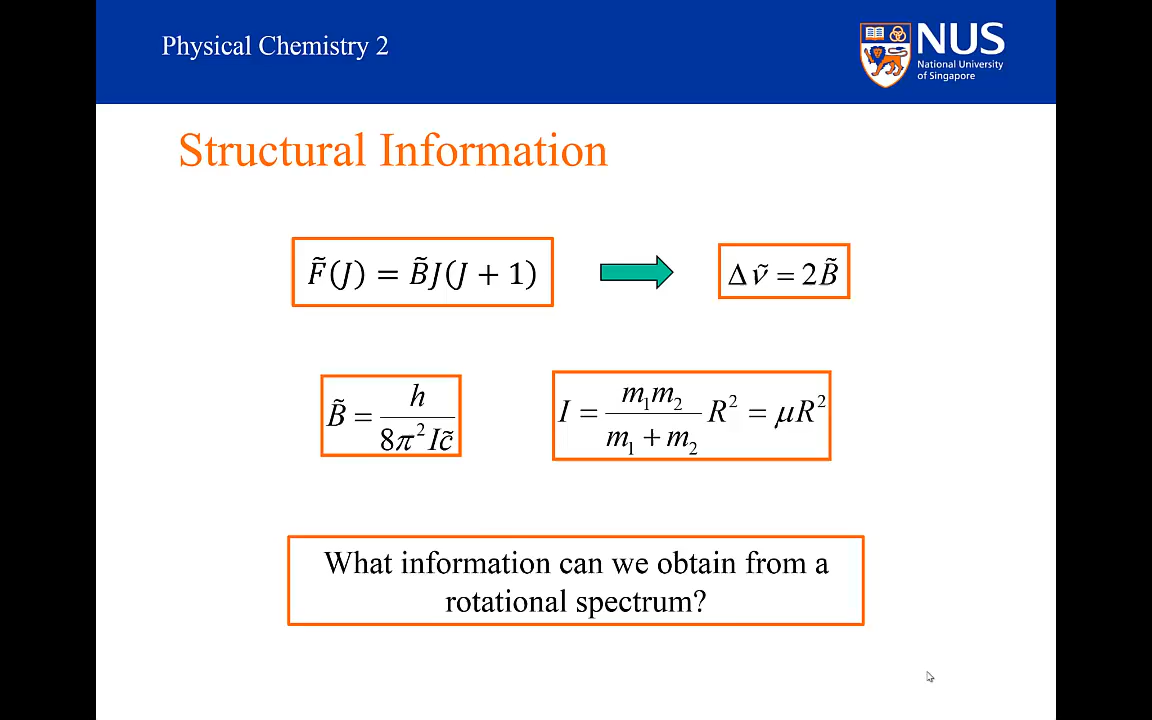 Physical Chemistry 2
NUS
National University
of Singapore
Structural Information
F̃(J) = B̃J(J + 1)
Δ ν̃ = 2B̃
B̃ = h / 8π²Ic̃
I = m₁m₂ / m₁ + m₂ R² = μR²
What information can we obtain from a
rotational spectrum?